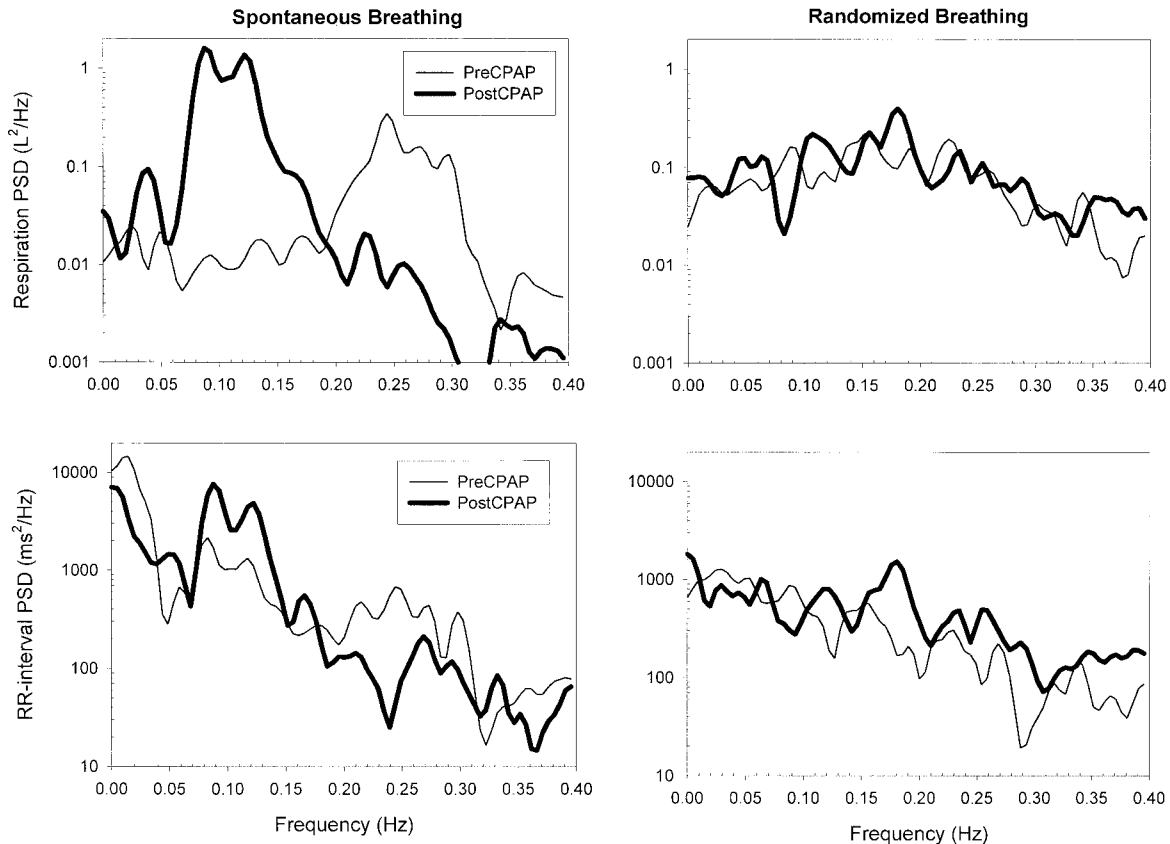 Spontaneous Breathing
Randomized Breathing
Respiration PSD (L²/Hz)
1
0.1
0.01
0.001
PreCPAP
PostCPAP
0.00 0.05 0.10 0.15 0.20 0.25 0.30 0.35 0.40
1
0.1
0.01
0.001
0.00 0.05 0.10 0.15 0.20 0.25 0.30 0.35 0.40
RR-interval PSD (ms²/Hz)
10000
1000
100
10
PreCPAP
PostCPAP
0.00 0.05 0.10 0.15 0.20 0.25 0.30 0.35 0.40
Frequency (Hz)
10000
1000
100
10
0.00 0.05 0.10 0.15 0.20 0.25 0.30 0.35 0.40
Frequency (Hz)